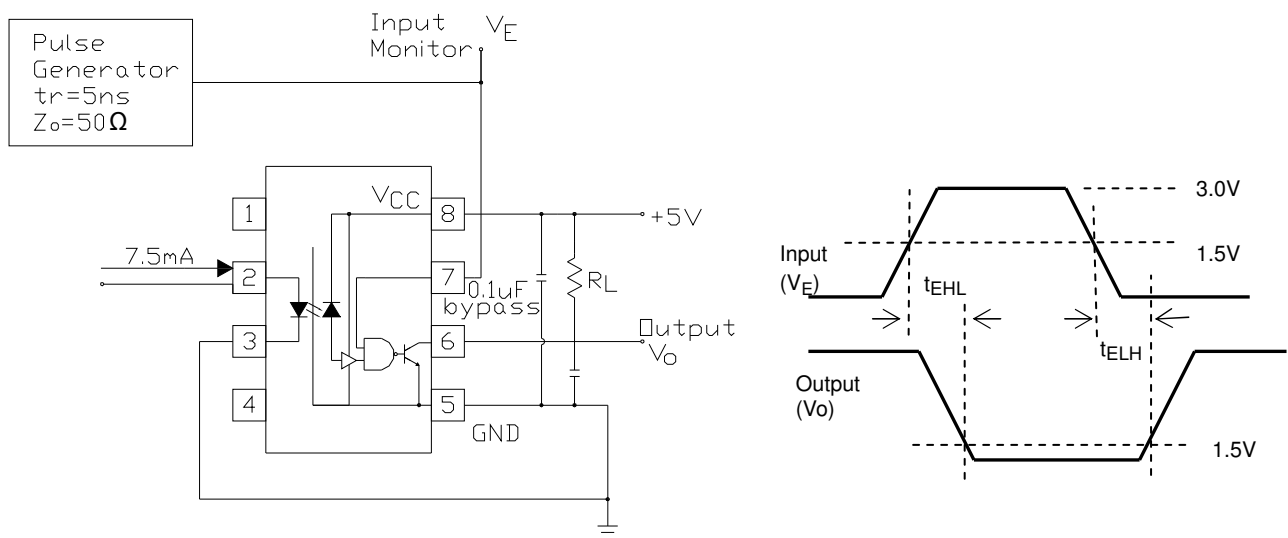 Pulse
Generator
tr=5ns
Zo=50Ω
Input
Monitor
VE
VCC
1
2
3
4
8
7
6
5
7.5mA
+5V
0.1uF
bypass
RL
Output
Vo
GND
Input
(VE)
3.0V
1.5V
tEHL
tELH
Output
(Vo)
1.5V